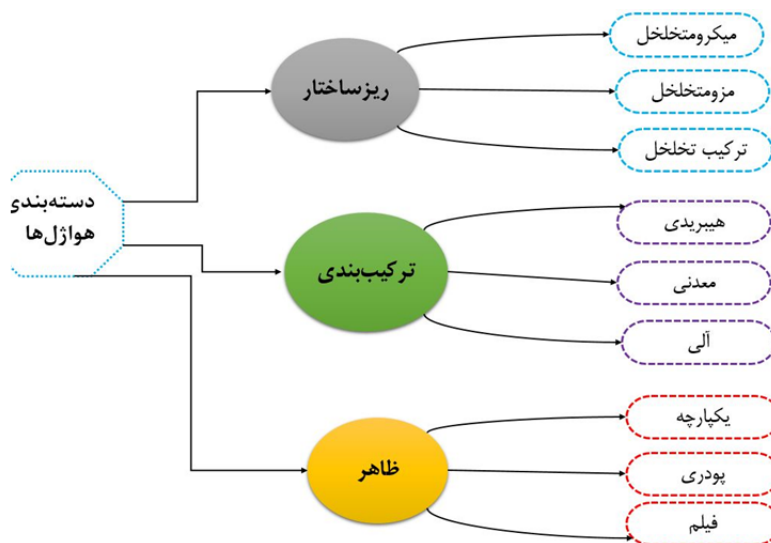 دسته‌بندی
هواژل‌ها
ریزساختار
میکرومتخلخل
مزومتخلخل
ترکیب تخلخل
ترکیب‌بندی
هیبریدی
معدنی
آلی
ظاهر
یکپارچه
پودری
فیلم